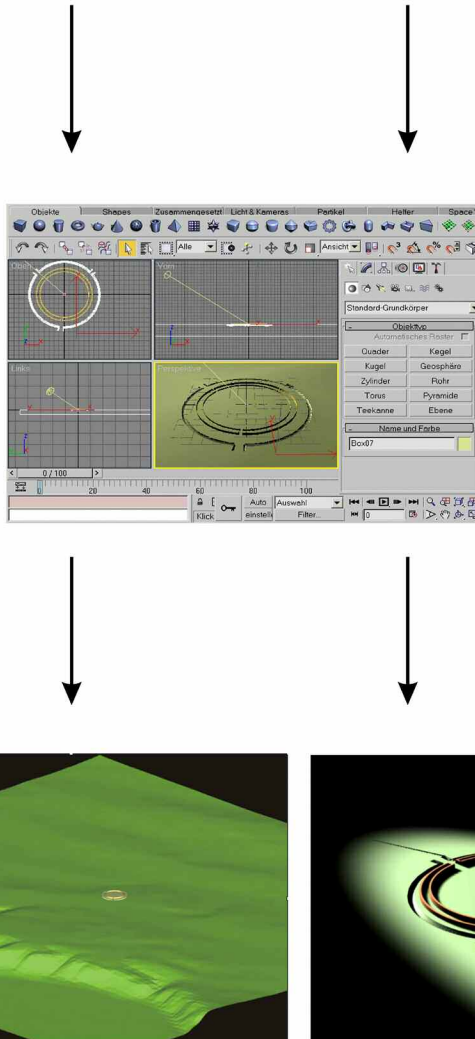 Objekte Shapes Zusammengesetzt Licht & Kameras Partikel Helfer Space
Alle Ansicht
Oben Vorn
Standard-Grundkörper
- Objekttyp
Automatisches Raster
Quader Kegel
Links Perspektive
Kugel Geosphäre
Zylinder Rohr
Torus Pyramide
Teekanne Ebene
- Name und Farbe
Box07
< 0 / 100 >
0 20 40 60 80 100
Auto Auswahl
Klick einstelle Filter... 0